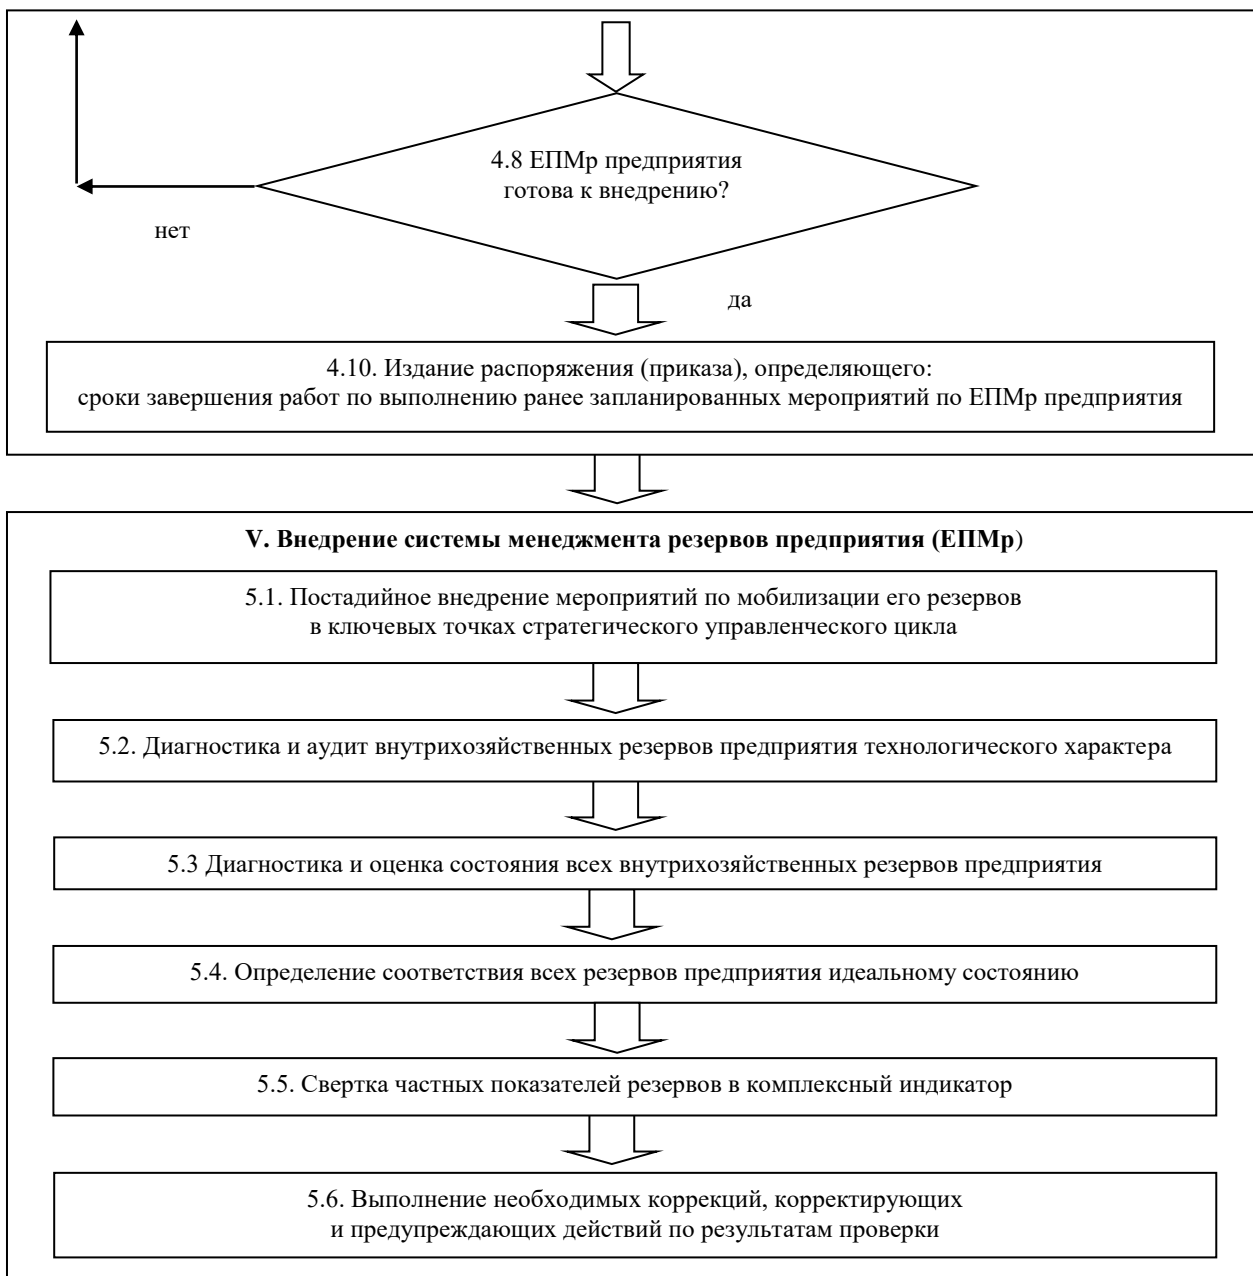 4.8 ЕПМр предприятия
готова к внедрению?
нет
да
4.10. Издание распоряжения (приказа), определяющего:
сроки завершения работ по выполнению ранее запланированных мероприятий по ЕПМр предприятия
V. Внедрение системы менеджмента резервов предприятия (ЕПМр)
5.1. Постадийное внедрение мероприятий по мобилизации его резервов
в ключевых точках стратегического управленческого цикла
5.2. Диагностика и аудит внутрихозяйственных резервов предприятия технологического характера
5.3 Диагностика и оценка состояния всех внутрихозяйственных резервов предприятия
5.4. Определение соответствия всех резервов предприятия идеальному состоянию
5.5. Свертка частных показателей резервов в комплексный индикатор
5.6. Выполнение необходимых коррекций, корректирующих
и предупреждающих действий по результатам проверки